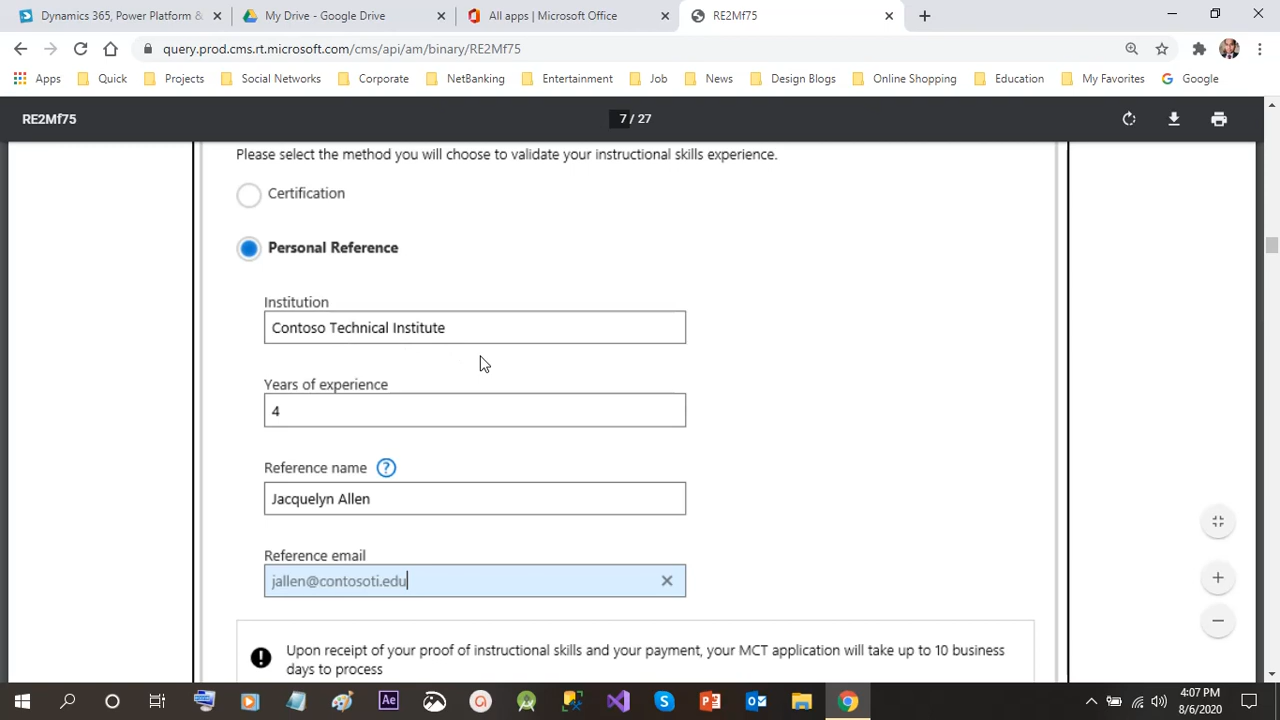 Dynamics 365, Power Platform &
My Drive - Google Drive
All apps | Microsoft Office
RE2Mf75
query.prod.cms.rt.microsoft.com/cms/api/am/binary/RE2Mf75
Apps
Quick
Projects
Social Networks
Corporate
NetBanking
Entertainment
Job
News
Design Blogs
Online Shopping
Education
My Favorites
Google
RE2Mf75
7 / 27
Please select the method you will choose to validate your instructional skills experience.
Certification
Personal Reference
Institution
Contoso Technical Institute
Years of experience
4
Reference name ?
Jacquelyn Allen
Reference email
jallen@contosoti.edu
Upon receipt of your proof of instructional skills and your payment, your MCT application will take up to 10 business
days to process
4:07 PM
8/6/2020